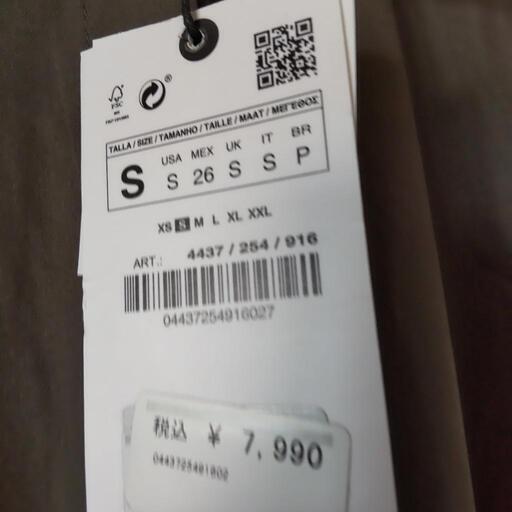 ®
TALLA / SIZE / TAMANHO / TAILLE / MAAT / ΜΕΓΕΘΟΣ
USA MEX UK IT BR
S S 26 S S P
XS S M L XL XXL
ART.: 4437 / 254 / 916
04437254916027
税込 ¥ 7,990
0443725491602